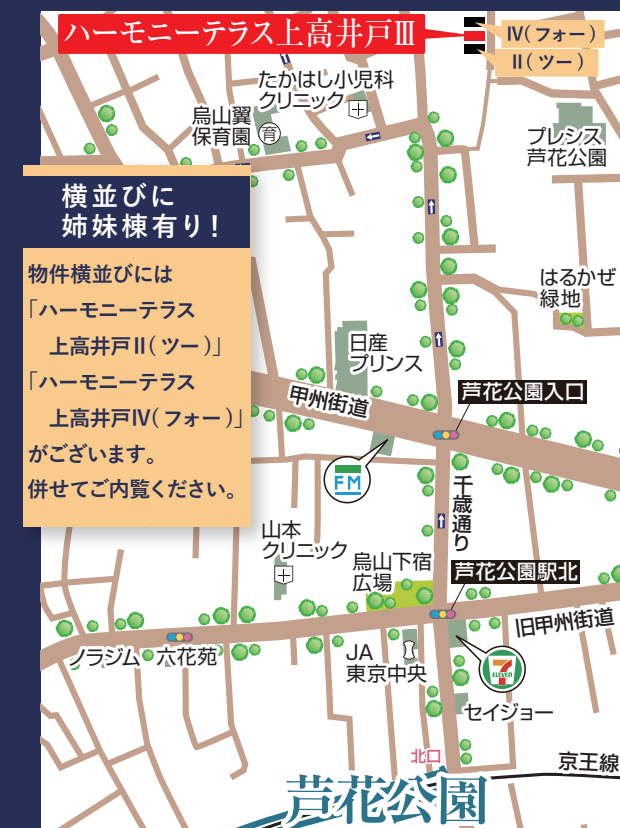 ハーモニーテラス上高井戸Ⅲ
Ⅳ(フォー)
Ⅱ(ツー)
たかはし小児科
クリニック
烏山翼
保育園
育
プレシス
芦花公園
横並びに
姉妹棟有り！
物件横並びには
「ハーモニーテラス
上高井戸Ⅱ(ツー)」
「ハーモニーテラス
上高井戸Ⅳ(フォー)」
がございます。
併せてご内覧ください。
はるかぜ
緑地
日産
プリンス
甲州街道
芦花公園入口
FM
千歳通り
山本
クリニック
烏山下宿
広場
芦花公園駅北
旧甲州街道
ノラジム
六花苑
JA
東京中央
7
ELEVEN
セイジョー
北口
京王線
芦花公園